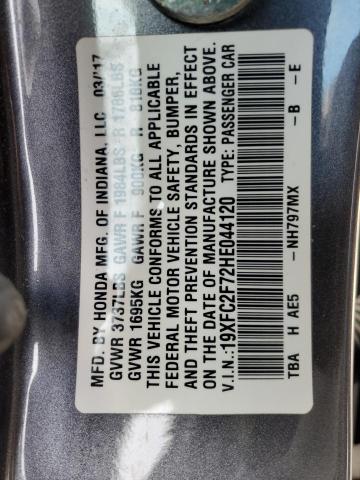 MFD. BY HONDA MFG. OF INDIANA, LLC 03/17
GVWR 3737LBS GAWR F 1984LBS R 1786LBS
GVWR 1695KG GAWR F 900KG R 810KG
THIS VEHICLE CONFORMS TO ALL APPLICABLE
FEDERAL MOTOR VEHICLE SAFETY, BUMPER,
AND THEFT PREVENTION STANDARDS IN EFFECT
ON THE DATE OF MANUFACTURE SHOWN ABOVE.
V.I.N.:19XFC2F72HE044120 TYPE: PASSENGER CAR
TBA H AE5 -NH797MX -B -E